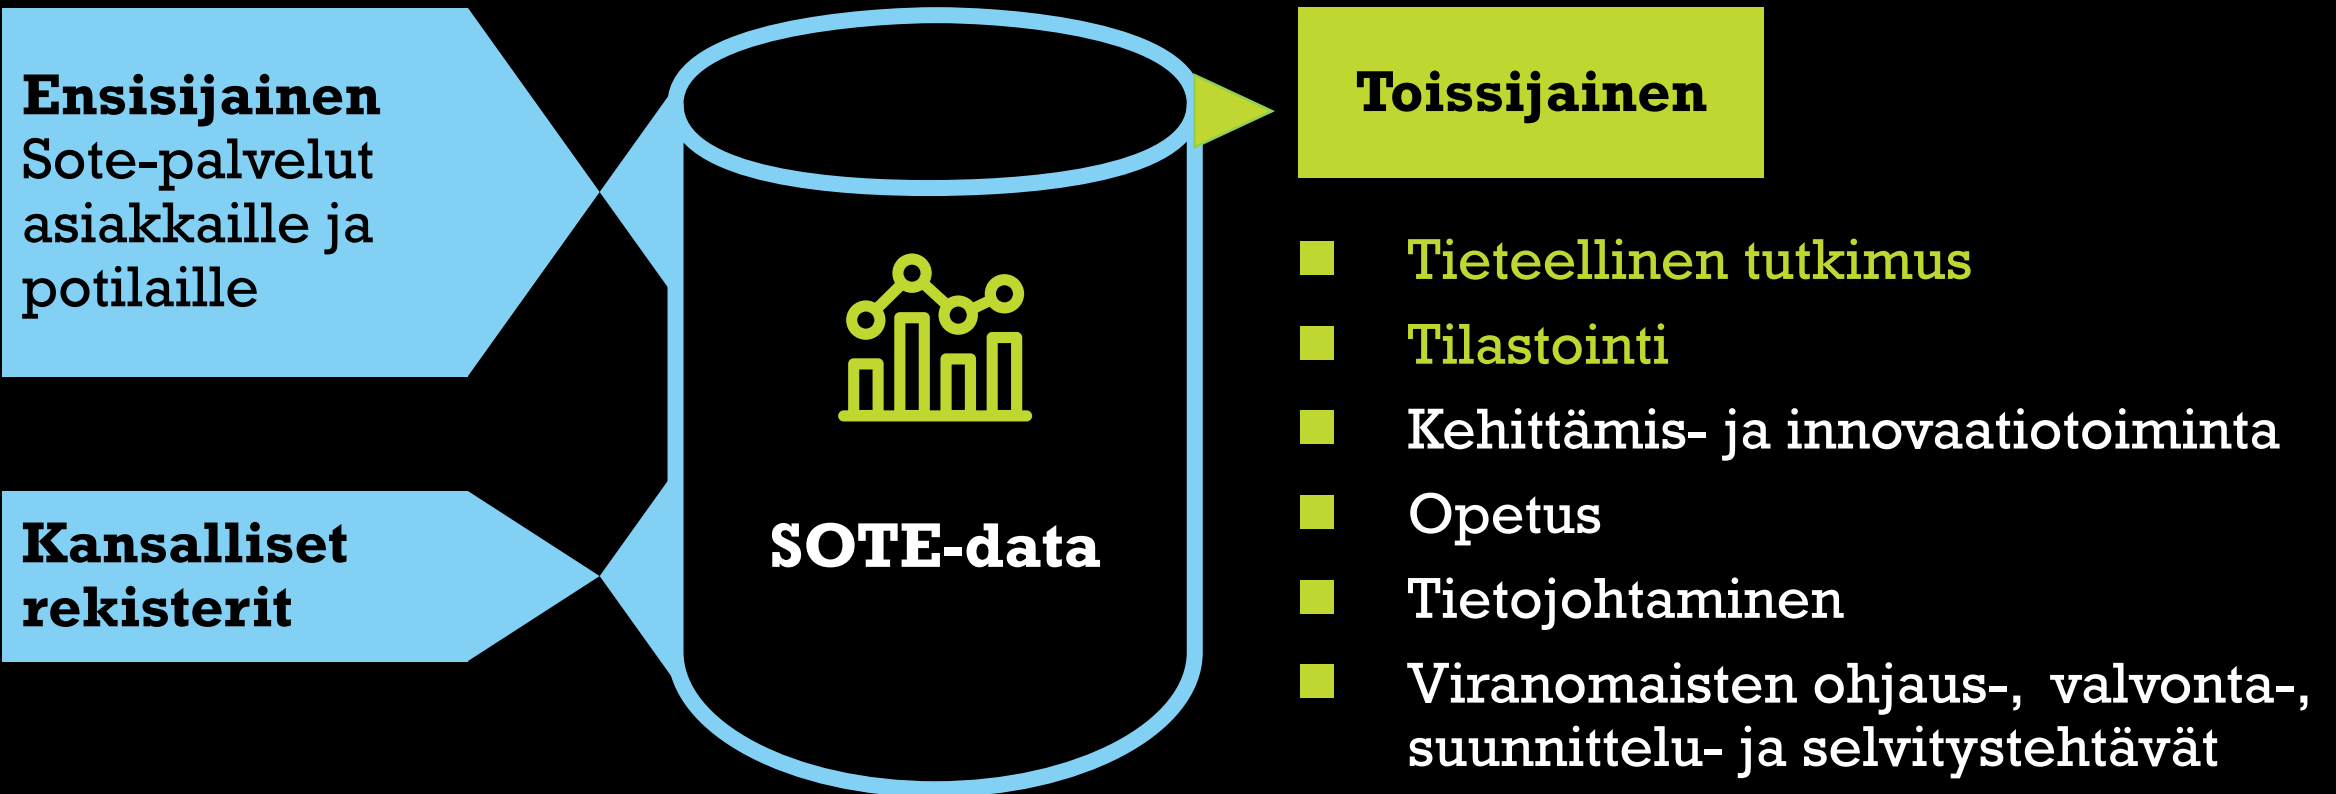 Ensisijainen
Sote-palvelut
asiakkaille ja
potilaille
Kansalliset
rekisterit
SOTE-data
Toissijainen
Tieteellinen tutkimus
Tilastointi
Kehittämis- ja innovaatiotoiminta
Opetus
Tietojohtaminen
Viranomaisten ohjaus-, valvonta-,
suunnittelu- ja selvitystehtävät